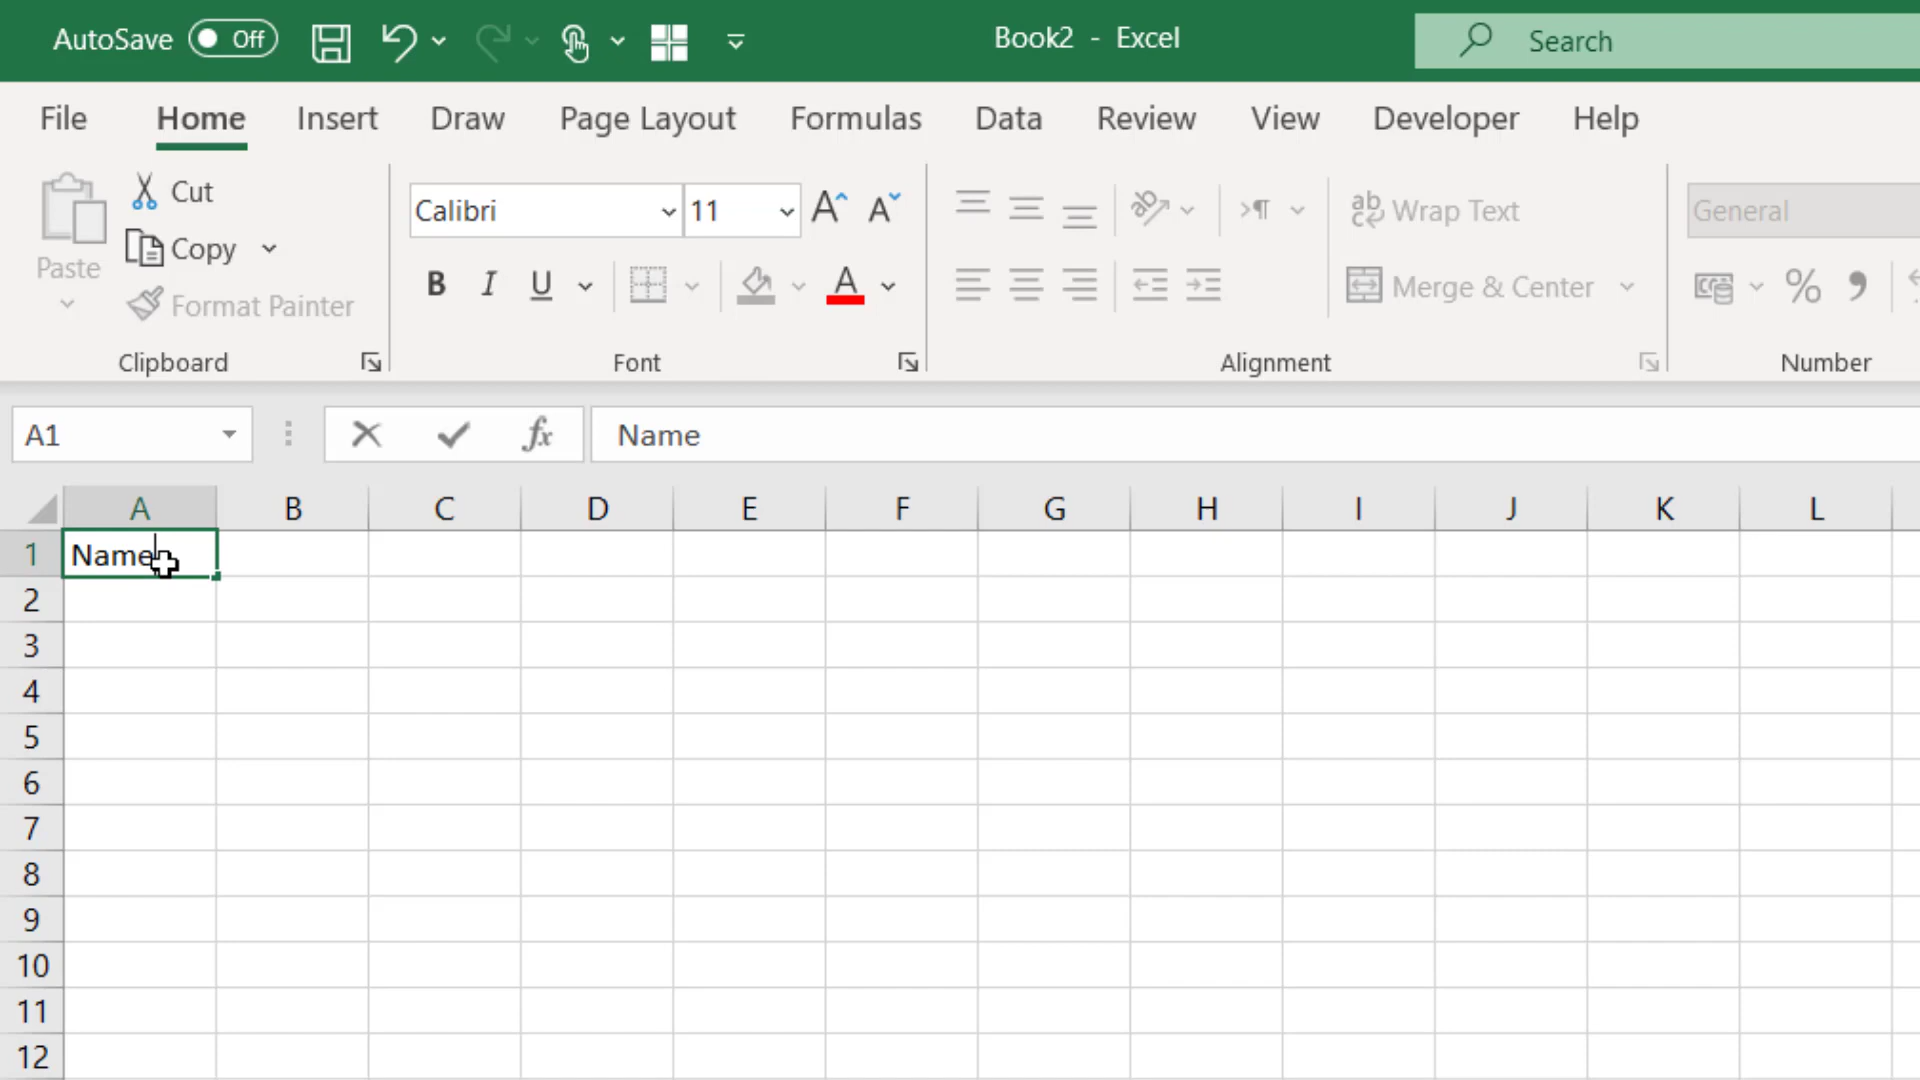 AutoSave Off Book2 - Excel Search
File Home Insert Draw Page Layout Formulas Data Review View Developer Help
Paste
Cut
Copy
Format Painter
Clipboard
Calibri 11
B I U A
Font
ab Wrap Text
Merge & Center
Alignment
General
%
Number
A1 fx Name
A B C D E F G H I J K L
1 Name
2
3
4
5
6
7
8
9
10
11
12